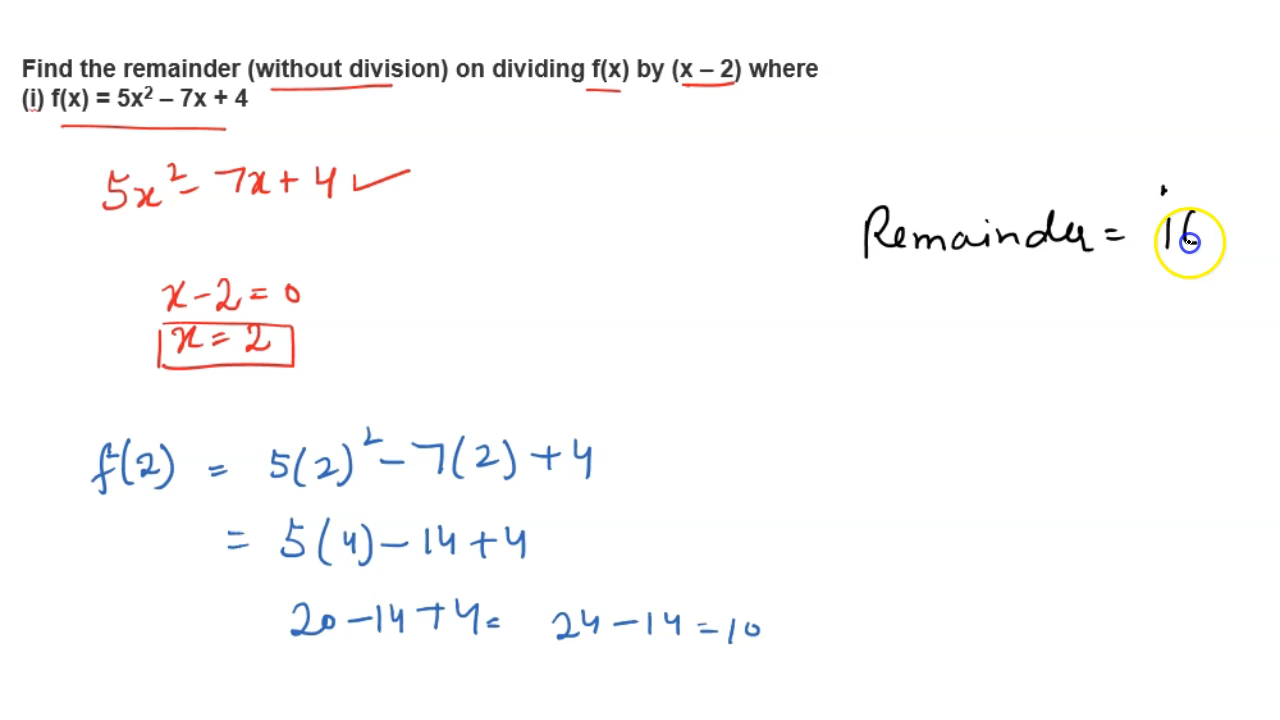 Find the remainder (without division) on dividing f(x) by (x – 2) where
(i) f(x) = 5x² – 7x + 4
5x² - 7x + 4 ✓
Remainder = 16
x - 2 = 0
x = 2
f(2) = 5(2)² - 7(2) + 4
= 5(4) - 14 + 4
20 - 14 + 4 = 24 - 14 = 10